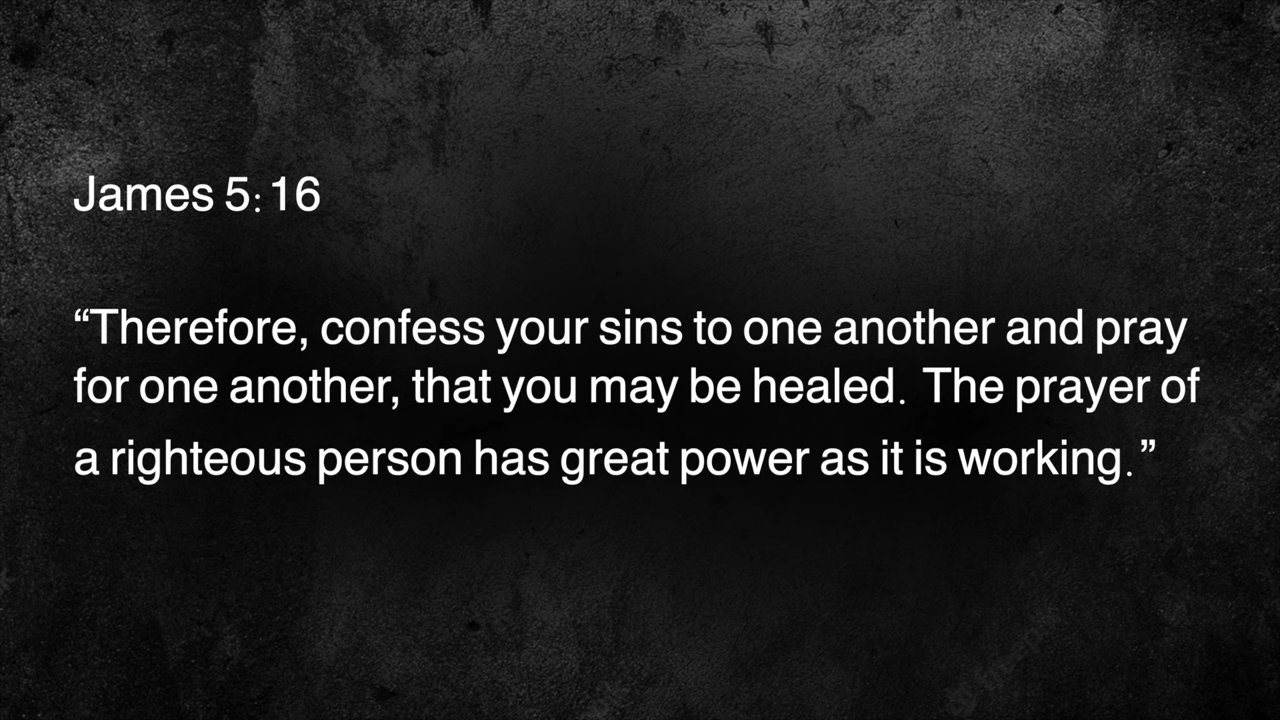 James 5:16
“Therefore, confess your sins to one another and pray
for one another, that you may be healed. The prayer of
a righteous person has great power as it is working.”